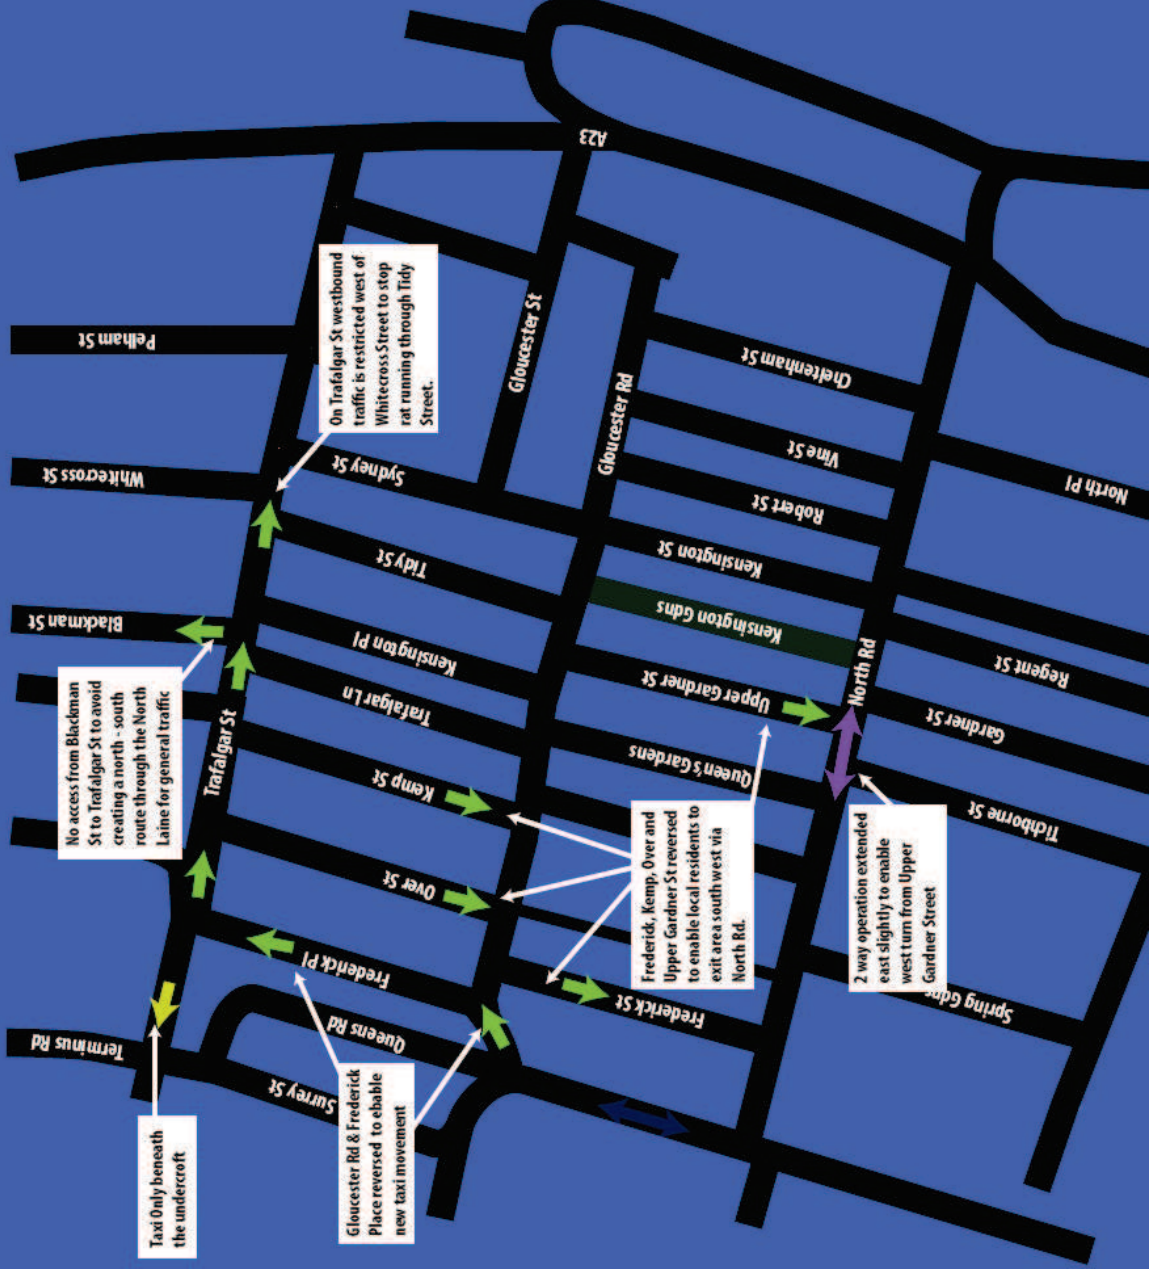 Taxi Only beneath
the undercroft
No access from Blackman
St to Trafalgar St to avoid
creating a north - south
route through the North
Laine for general traffic
On Trafalgar St westbound
traffic is restricted west of
Whitecross Street to stop
rat running through Tidy
Street.
Gloucester Rd & Frederick
Place reversed to ebable
new taxi movement
Frederick, Kemp, Over and
Upper Gardner St reversed
to enable local residents to
exit area south west via
North Rd.
2 way operation extended
east slightly to enable
west turn from Upper
Gardner Street
Terminus Rd
Blackman St
Whitecross St
Pelham St
A23
Trafalgar St
Surrey St
Queens Rd
Frederick Pl
Over St
Kemp St
Trafalgar Ln
Kensington Pl
Tidy St
Sydney St
Gloucester St
Gloucester Rd
Frederick St
Queen's Gardens
Upper Gardner St
Kensington Gdns
Kensington St
Robert St
Vine St
Cheltenham St
North Rd
Spring Gdns
Tichborne St
Gardner St
Regent St
North Pl